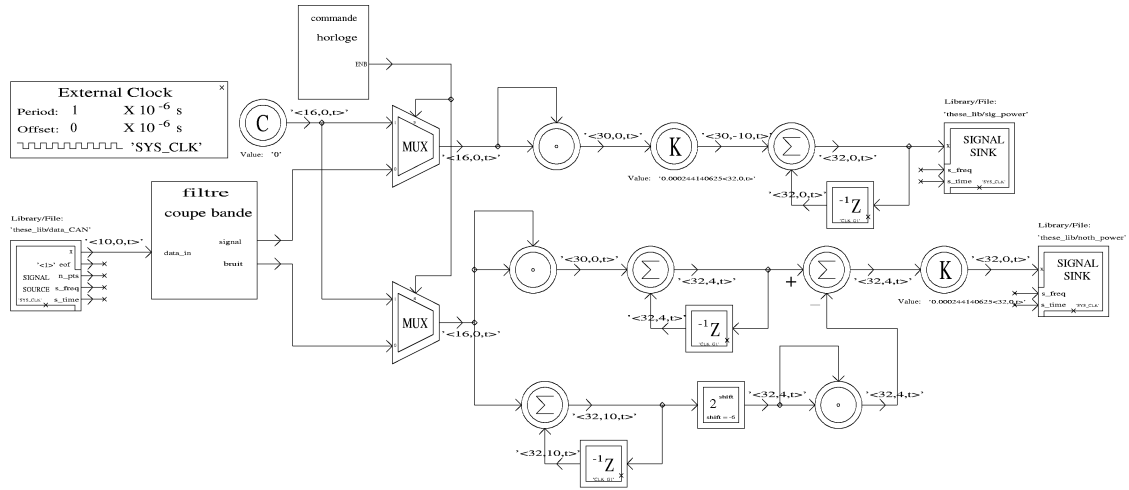 commande
horloge
ENB
External Clock
×
Period: 1 X 10 -6 s
Offset: 0 X 10 -6 s
'SYS_CLK'
C
'<16,0,t>'
Value: '0'
MUX
'<16,0,t>'
'<30,0,t>'
K
'<30,-10,t>'
Value: '0.000244140625<32,0,t>'
Σ
'<32,0,t>'
'<32,0,t>'
-1 Z
Library/File:
'these_lib/sig_power'
x
SIGNAL
SINK
s_freq
s_time
'SYS_CLK'
filtre
coupe bande
signal
data_in
bruit
Library/File:
'these_lib/data_CAN'
'<10,0,t>'
x
'<1>' eof
SIGNAL n_pts
SOURCE s_freq
'SYS_CLK' s_time
MUX
'<16,0,t>'
'<30,0,t>'
Σ
'<32,4,t>'
'<32,4,t>'
-1 Z
'CLK_G1'
+
−
Σ
'<32,4,t>'
K
'<32,0,t>'
Value: '0.000244140625<32,0,t>'
Library/File:
'these_lib/noth_power'
x
SIGNAL
SINK
s_freq
s_time
'SYS_CLK'
Σ
'<32,10,t>'
'<32,10,t>'
-1 Z
'CLK_G1'
2 shift
shift = -6
'<32,4,t>'
'<32,4,t>'